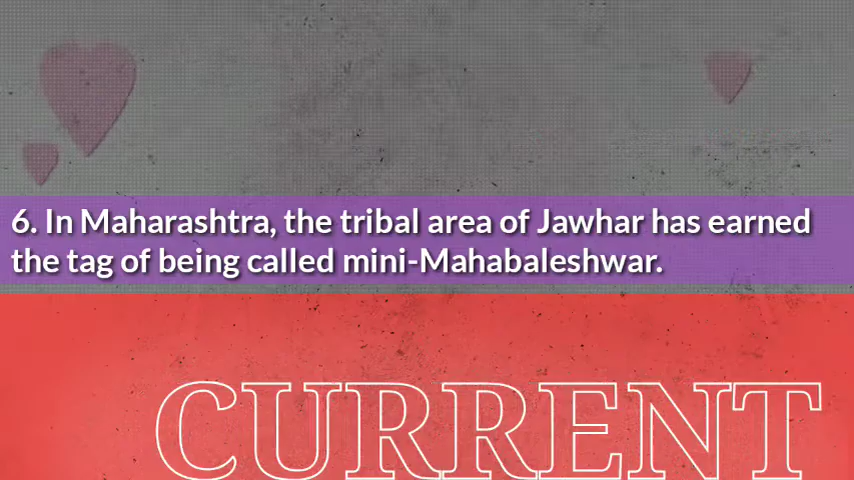 6. In Maharashtra, the tribal area of Jawhar has earned
the tag of being called mini-Mahabaleshwar.
CURRENT